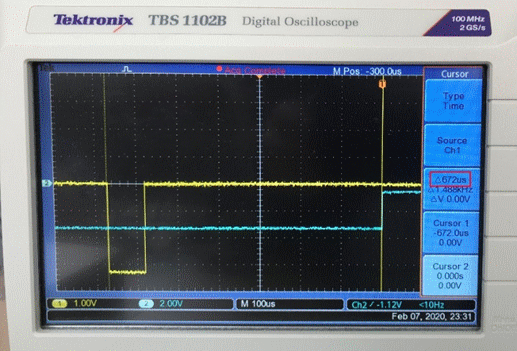 Tektronix TBS 1102B Digital Oscilloscope 100 MHz
2 GS/s
Acq Complete M Pos: -300.0us Cursor
Type
Time
Source
Ch1
△672us
△1.488kHz
△V 0.00V
Cursor 1
-672.0us
0.00V
Cursor 2
0.000s
0.00V
1 1.00V 2 2.00V M 100us Ch2 -1.12V <10Hz
Feb 07, 2020, 23:31